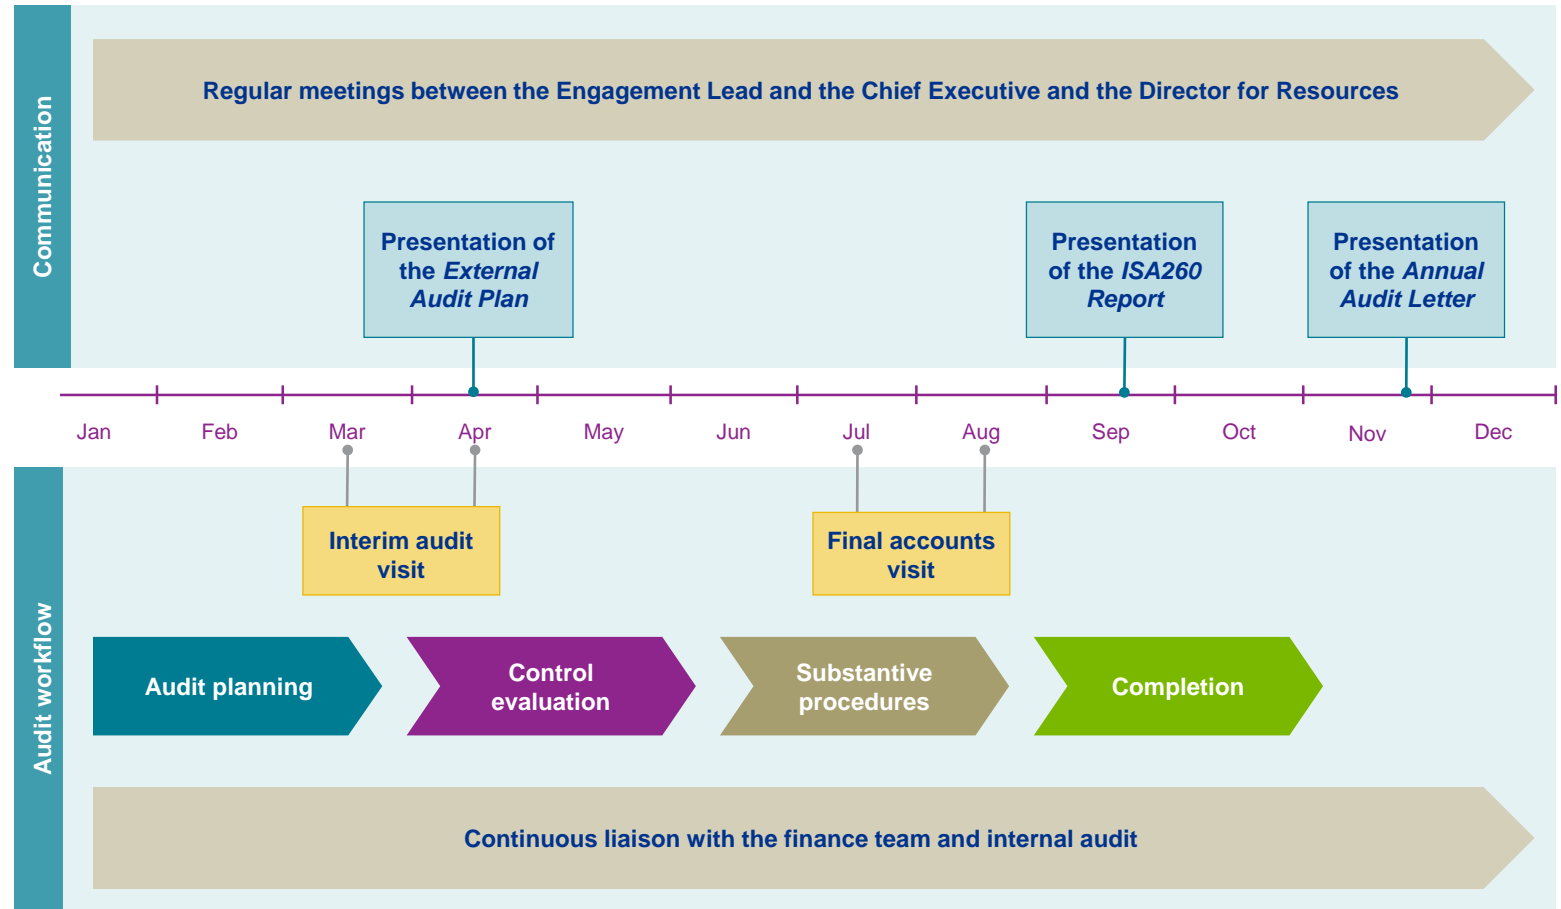 Communication
Regular meetings between the Engagement Lead and the Chief Executive and the Director for Resources
Presentation of
the External
Audit Plan
Presentation
of the ISA260
Report
Presentation
of the Annual
Audit Letter
Jan Feb Mar Apr May Jun Jul Aug Sep Oct Nov Dec
Audit workflow
Interim audit
visit
Final accounts
visit
Audit planning
Control
evaluation
Substantive
procedures
Completion
Continuous liaison with the finance team and internal audit